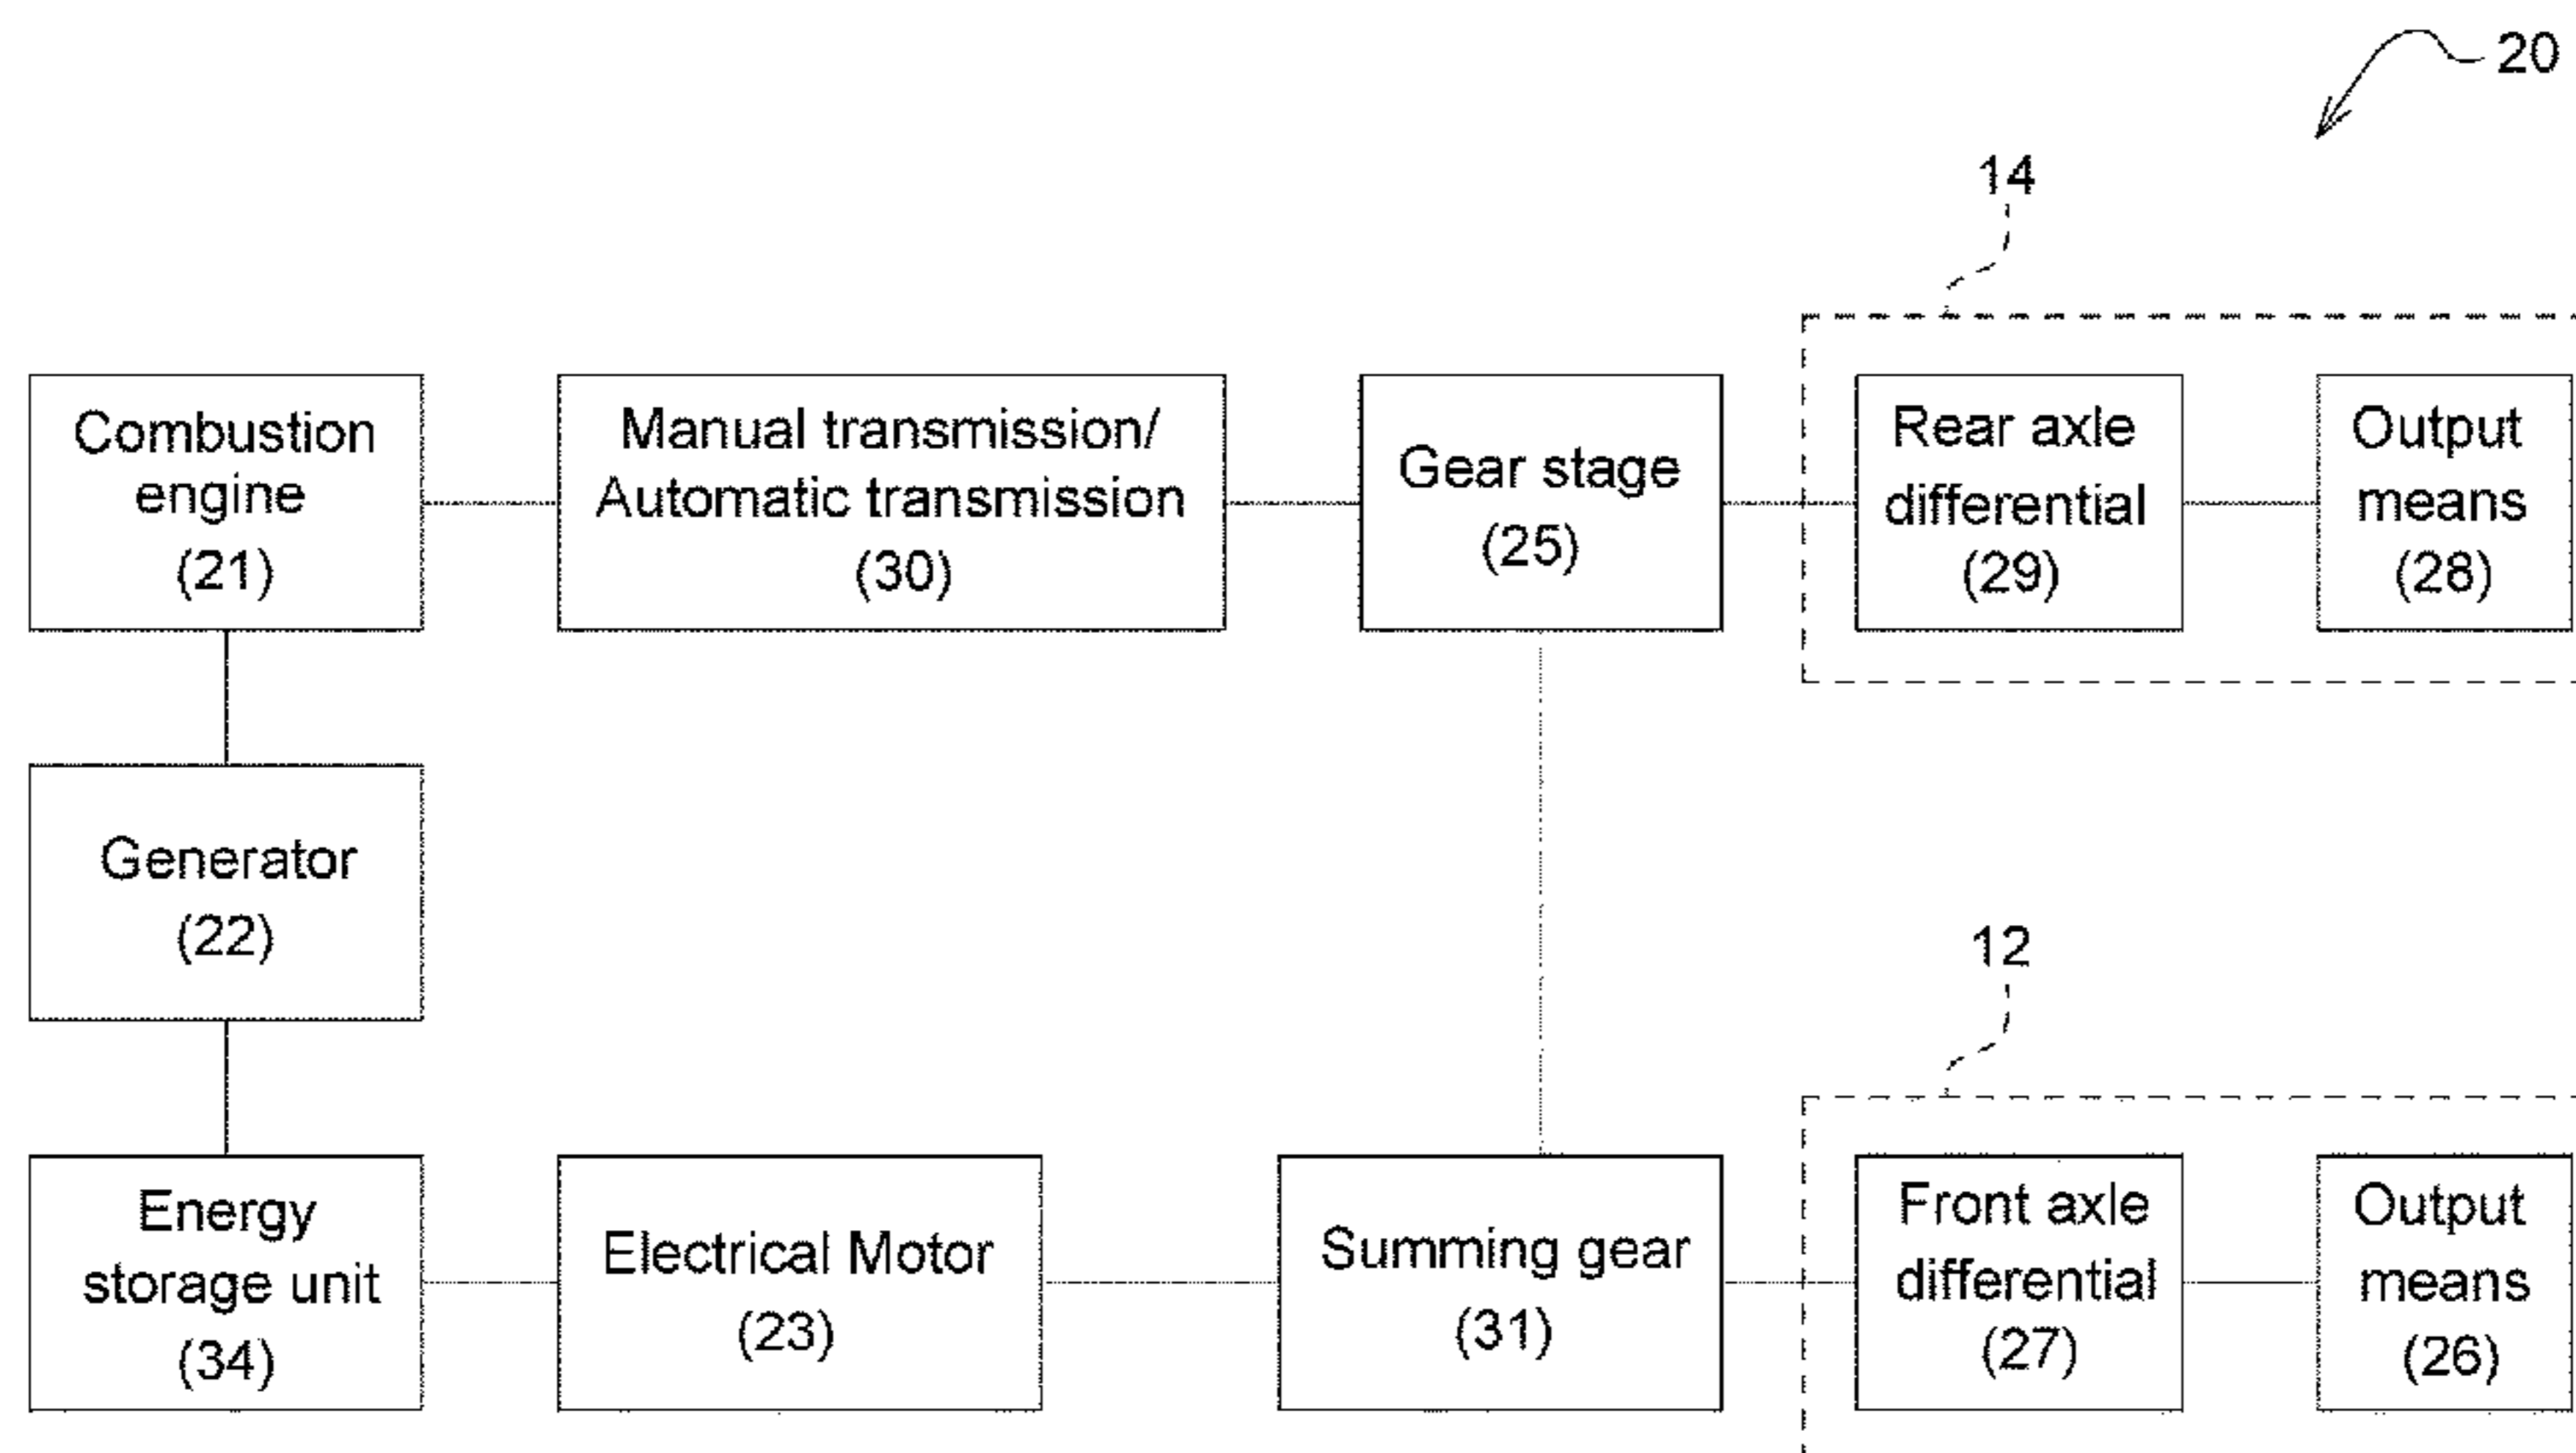 20
14
Combustion
engine
(21)
Manual transmission/
Automatic transmission
(30)
Gear stage
(25)
Rear axle
differential
(29)
Output
means
(28)
Generator
(22)
12
Energy
storage unit
(34)
Electrical Motor
(23)
Summing gear
(31)
Front axle
differential
(27)
Output
means
(26)